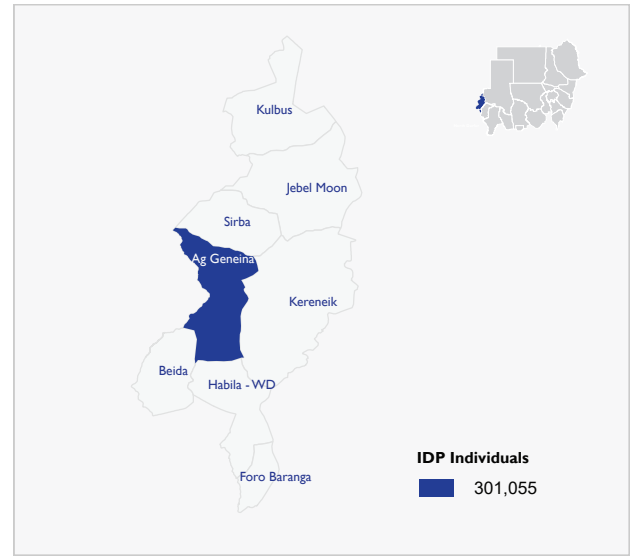 Kulbus
Jebel Moon
Sirba
Ag Geneina
Kereneik
Beida
Habila - WD
Foro Baranga
IDP Individuals
301,055